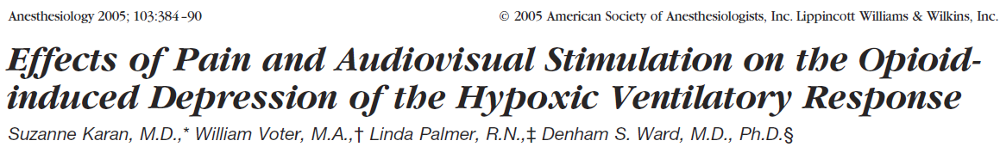 Anesthesiology 2005; 103:384–90
© 2005 American Society of Anesthesiologists, Inc. Lippincott Williams & Wilkins, Inc.
Effects of Pain and Audiovisual Stimulation on the Opioid-
induced Depression of the Hypoxic Ventilatory Response
Suzanne Karan, M.D.,* William Voter, M.A.,† Linda Palmer, R.N.,‡ Denham S. Ward, M.D., Ph.D.§